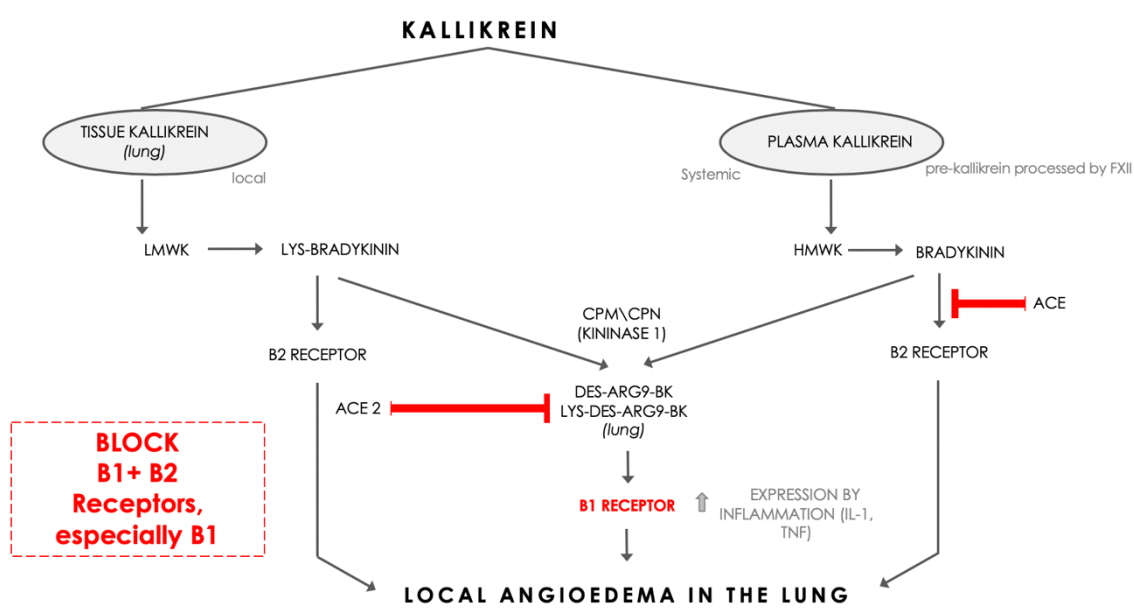 KALLIKREIN
TISSUE KALLIKREIN
(lung)
local
PLASMA KALLIKREIN
Systemic
pre-kallikrein processed by FXII
LMWK
LYS-BRADYKININ
HMWK
BRADYKININ
CPM\CPN
(KININASE 1)
ACE
B2 RECEPTOR
B2 RECEPTOR
ACE 2
DES-ARG9-BK
LYS-DES-ARG9-BK
(lung)
BLOCK
B1+ B2
Receptors,
especially B1
B1 RECEPTOR
EXPRESSION BY
INFLAMMATION (IL-1,
TNF)
LOCAL ANGIOEDEMA IN THE LUNG